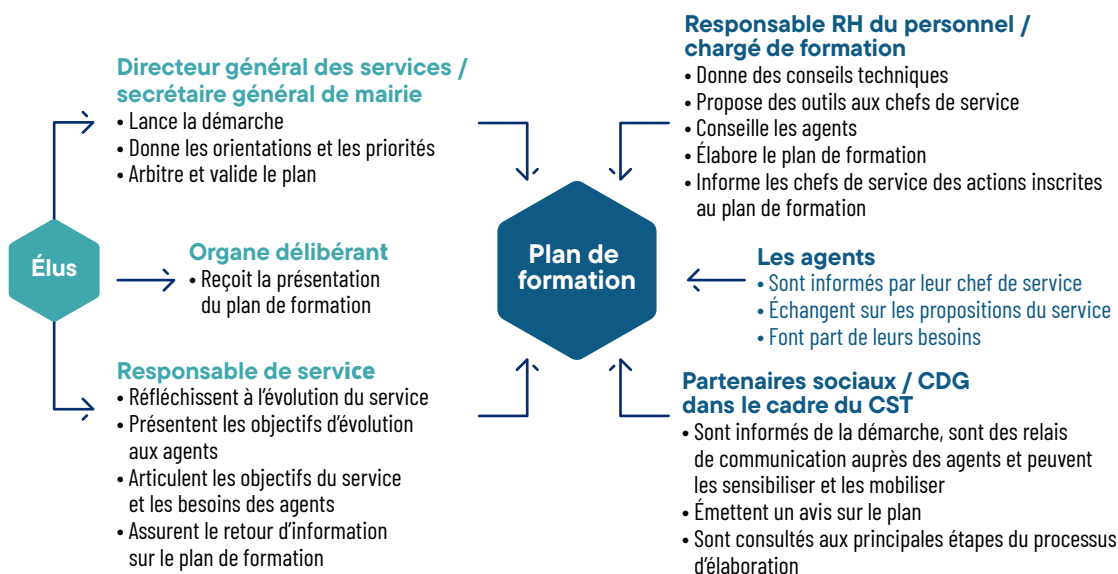 Élus
Directeur général des services /
secrétaire général de mairie
• Lance la démarche
• Donne les orientations et les priorités
• Arbitre et valide le plan
Organe délibérant
• Reçoit la présentation
du plan de formation
Responsable de service
• Réfléchissent à l’évolution du service
• Présentent les objectifs d’évolution
aux agents
• Articulent les objectifs du service
et les besoins des agents
• Assurent le retour d’information
sur le plan de formation
Plan de
formation
Responsable RH du personnel /
chargé de formation
• Donne des conseils techniques
• Propose des outils aux chefs de service
• Conseille les agents
• Élabore le plan de formation
• Informe les chefs de service des actions inscrites
au plan de formation
Les agents
• Sont informés par leur chef de service
• Échangent sur les propositions du service
• Font part de leurs besoins
Partenaires sociaux / CDG
dans le cadre du CST
• Sont informés de la démarche, sont des relais
de communication auprès des agents et peuvent
les sensibiliser et les mobiliser
• Émettent un avis sur le plan
• Sont consultés aux principales étapes du processus
d’élaboration